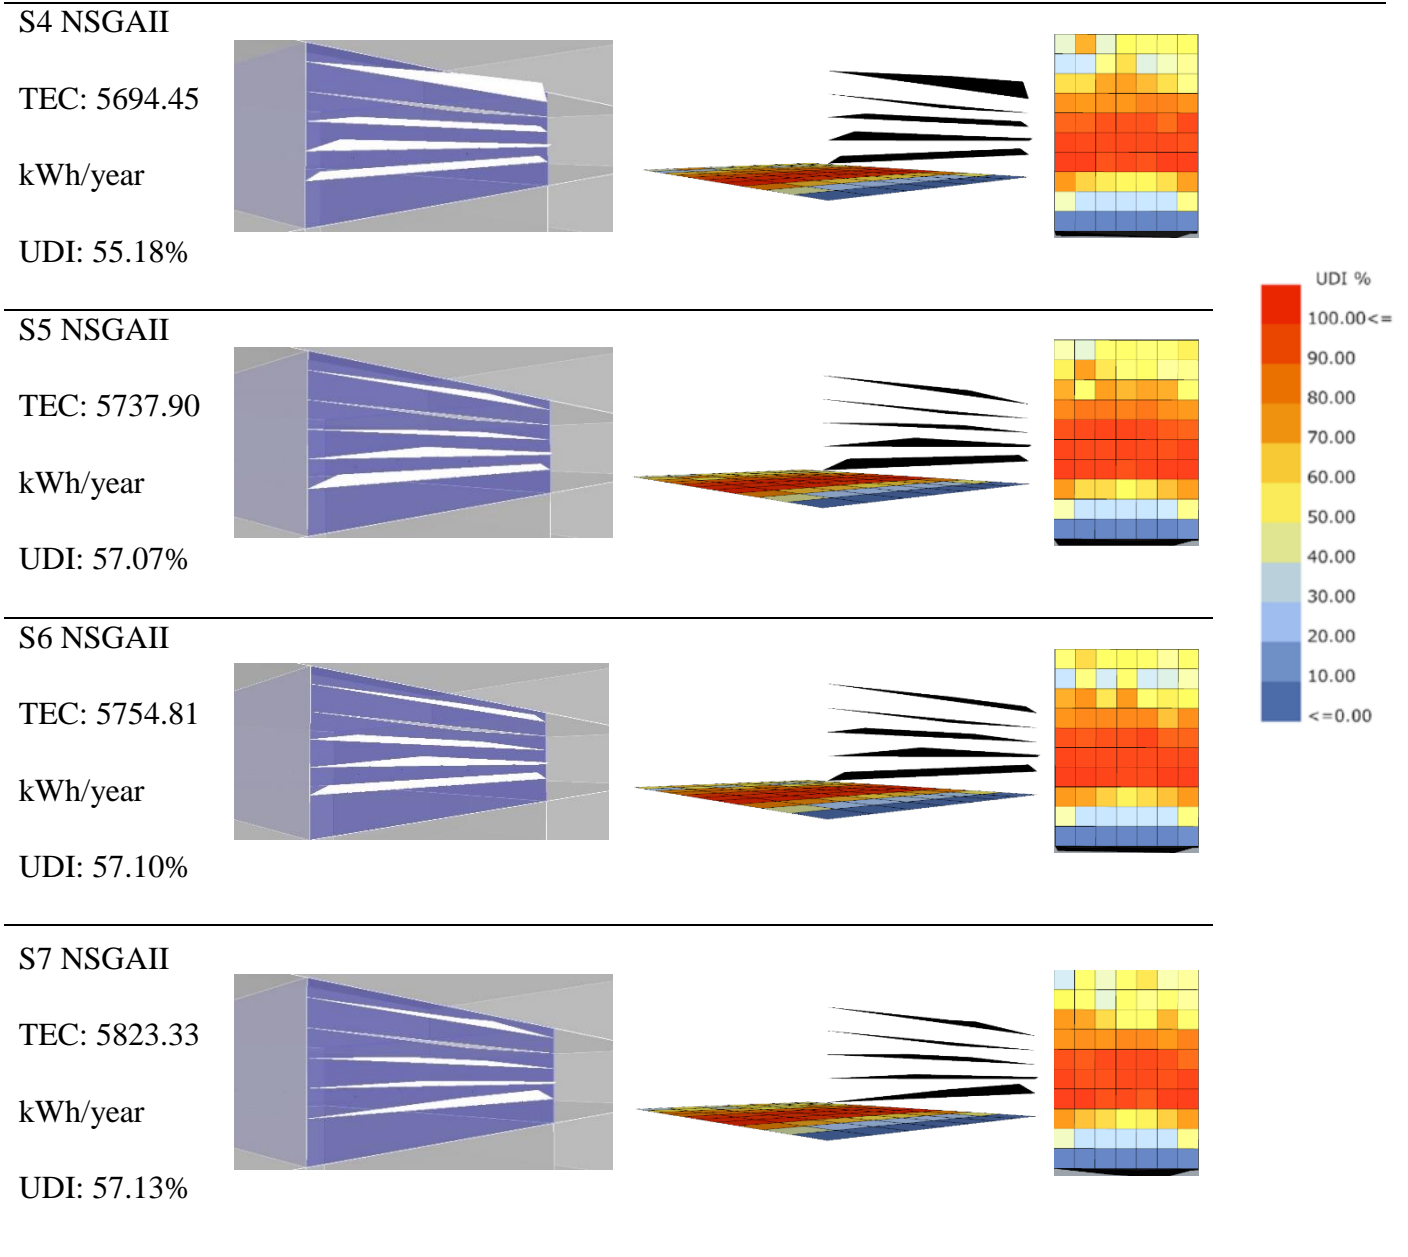 S4 NSGAII
TEC: 5694.45
kWh/year
UDI: 55.18%
S5 NSGAII
TEC: 5737.90
kWh/year
UDI: 57.07%
S6 NSGAII
TEC: 5754.81
kWh/year
UDI: 57.10%
S7 NSGAII
TEC: 5823.33
kWh/year
UDI: 57.13%
UDI %
100.00<=
90.00
80.00
70.00
60.00
50.00
40.00
30.00
20.00
10.00
<=0.00